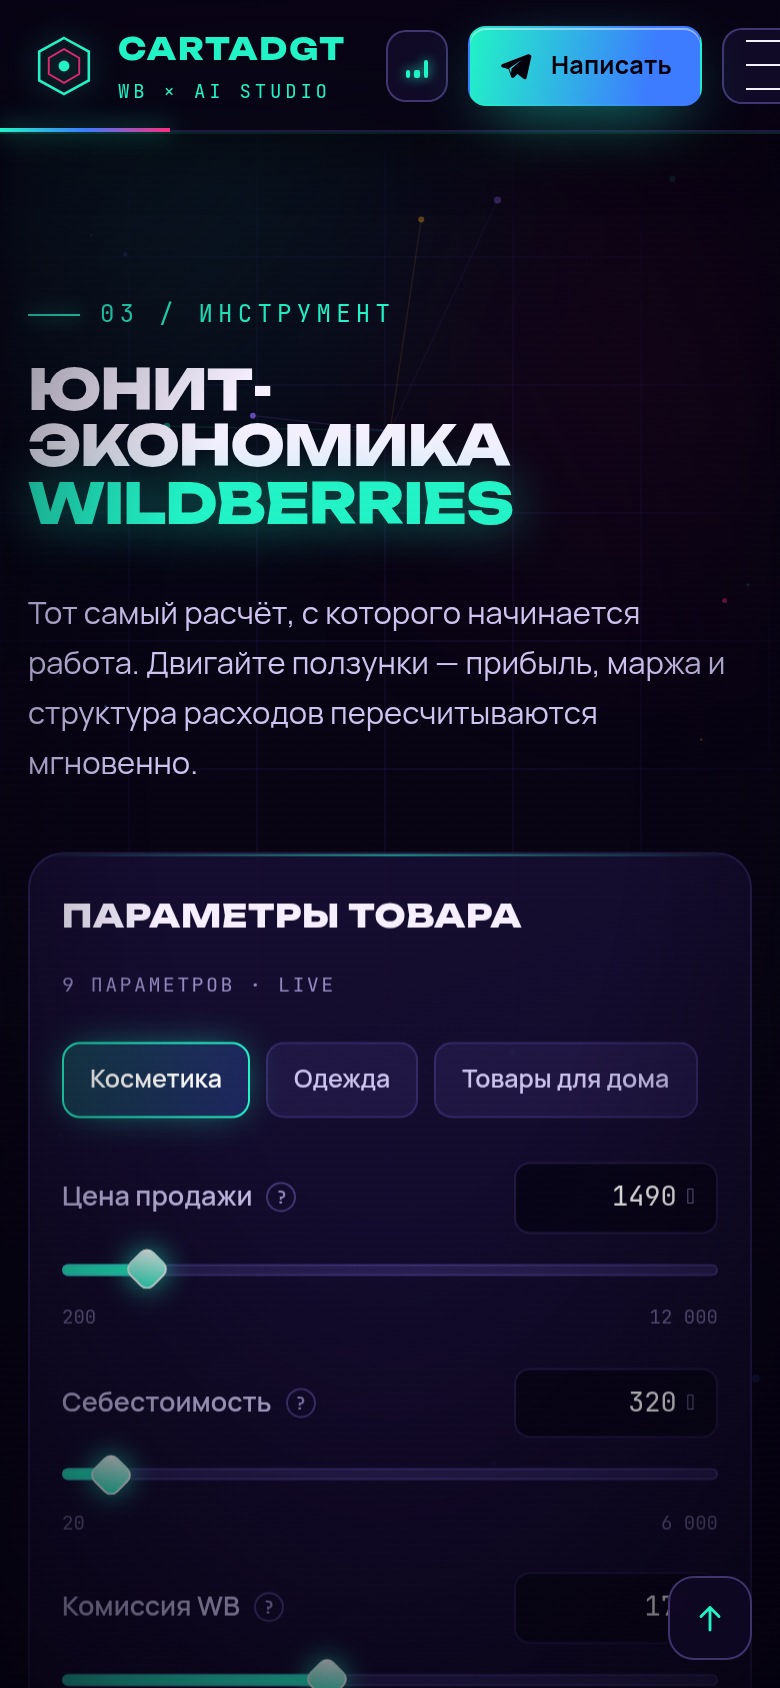 CARTADGT
WB × AI STUDIO
Написать
03 / ИНСТРУМЕНТ
ЮНИТ-
ЭКОНОМИКА
WILDBERRIES
Тот самый расчёт, с которого начинается
работа. Двигайте ползунки — прибыль, маржа и
структура расходов пересчитываются
мгновенно.
ПАРАМЕТРЫ ТОВАРА
9 ПАРАМЕТРОВ · LIVE
Косметика
Одежда
Товары для дома
Цена продажи ?
1490
200
12 000
Себестоимость ?
320
20
6 000
Комиссия WB ?